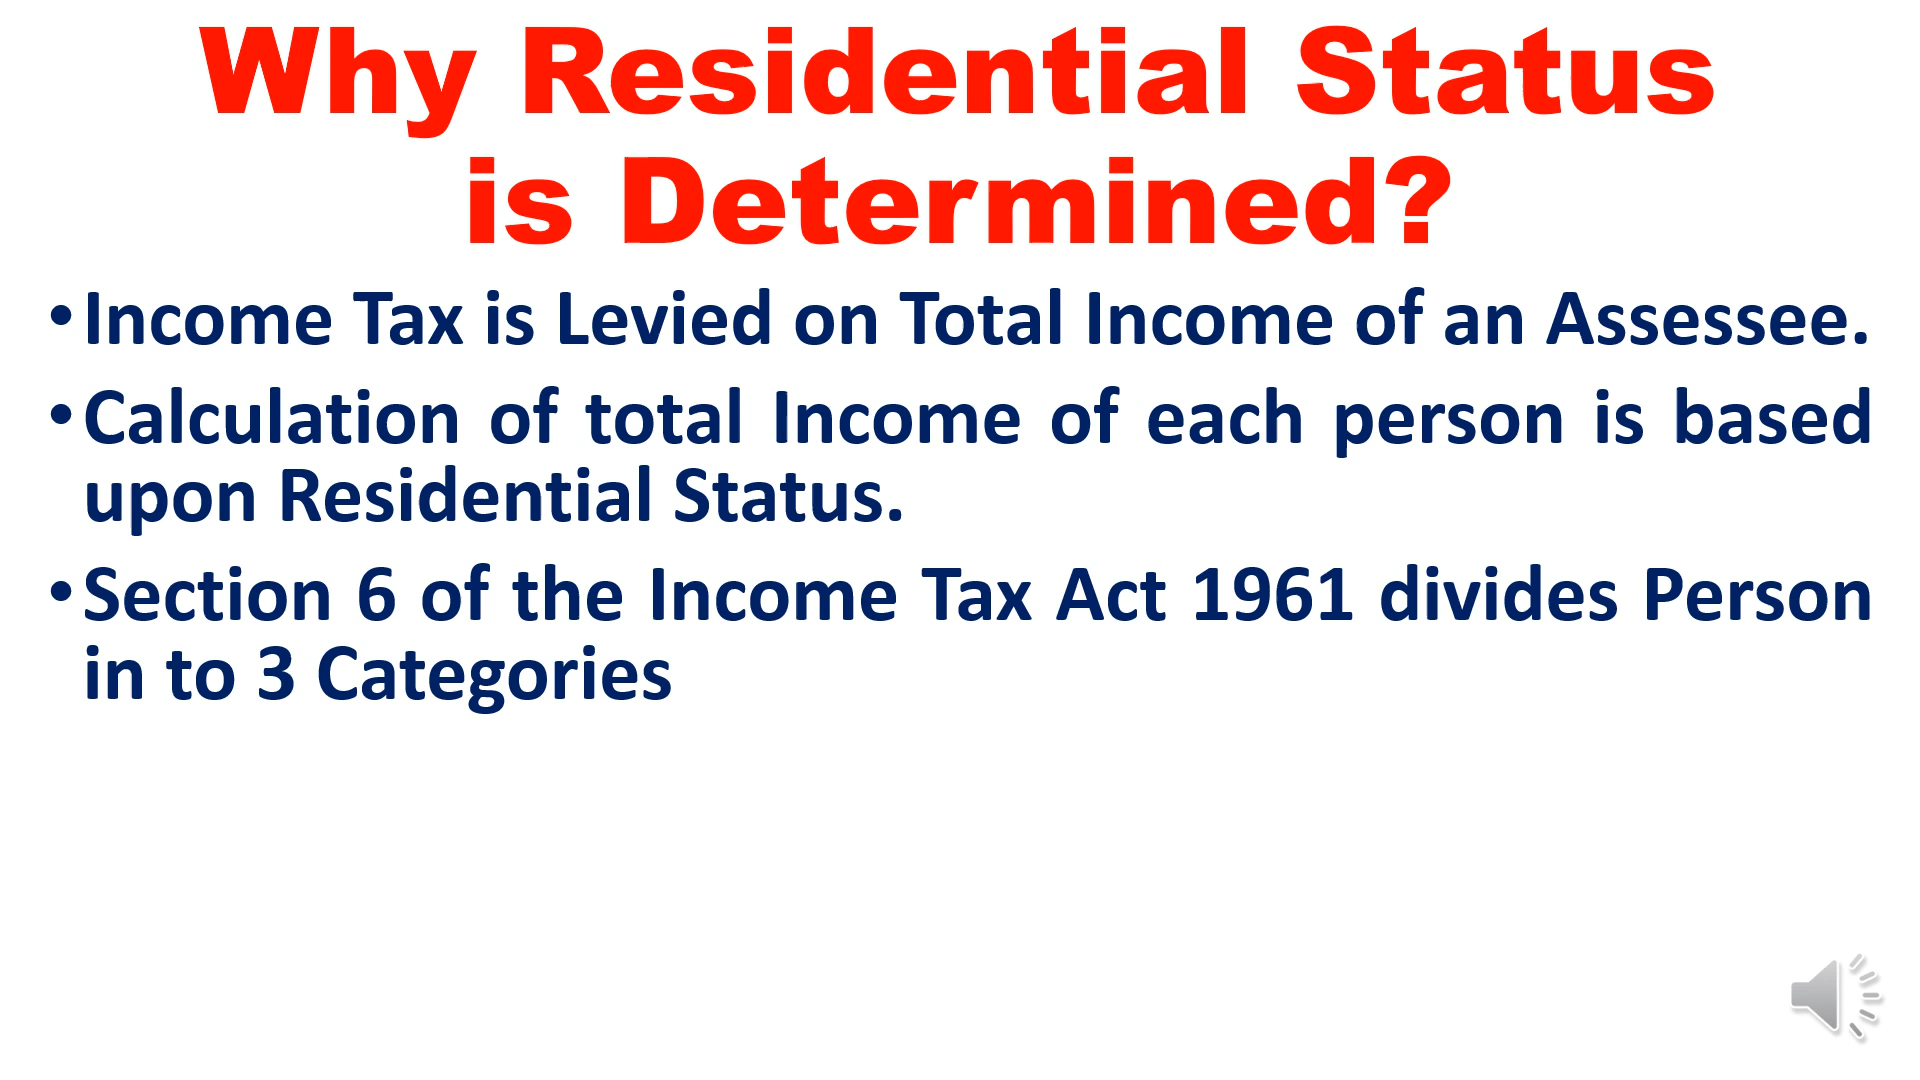 Why Residential Status
is Determined?
• Income Tax is Levied on Total Income of an Assessee.
• Calculation of total Income of each person is based
upon Residential Status.
• Section 6 of the Income Tax Act 1961 divides Person
in to 3 Categories